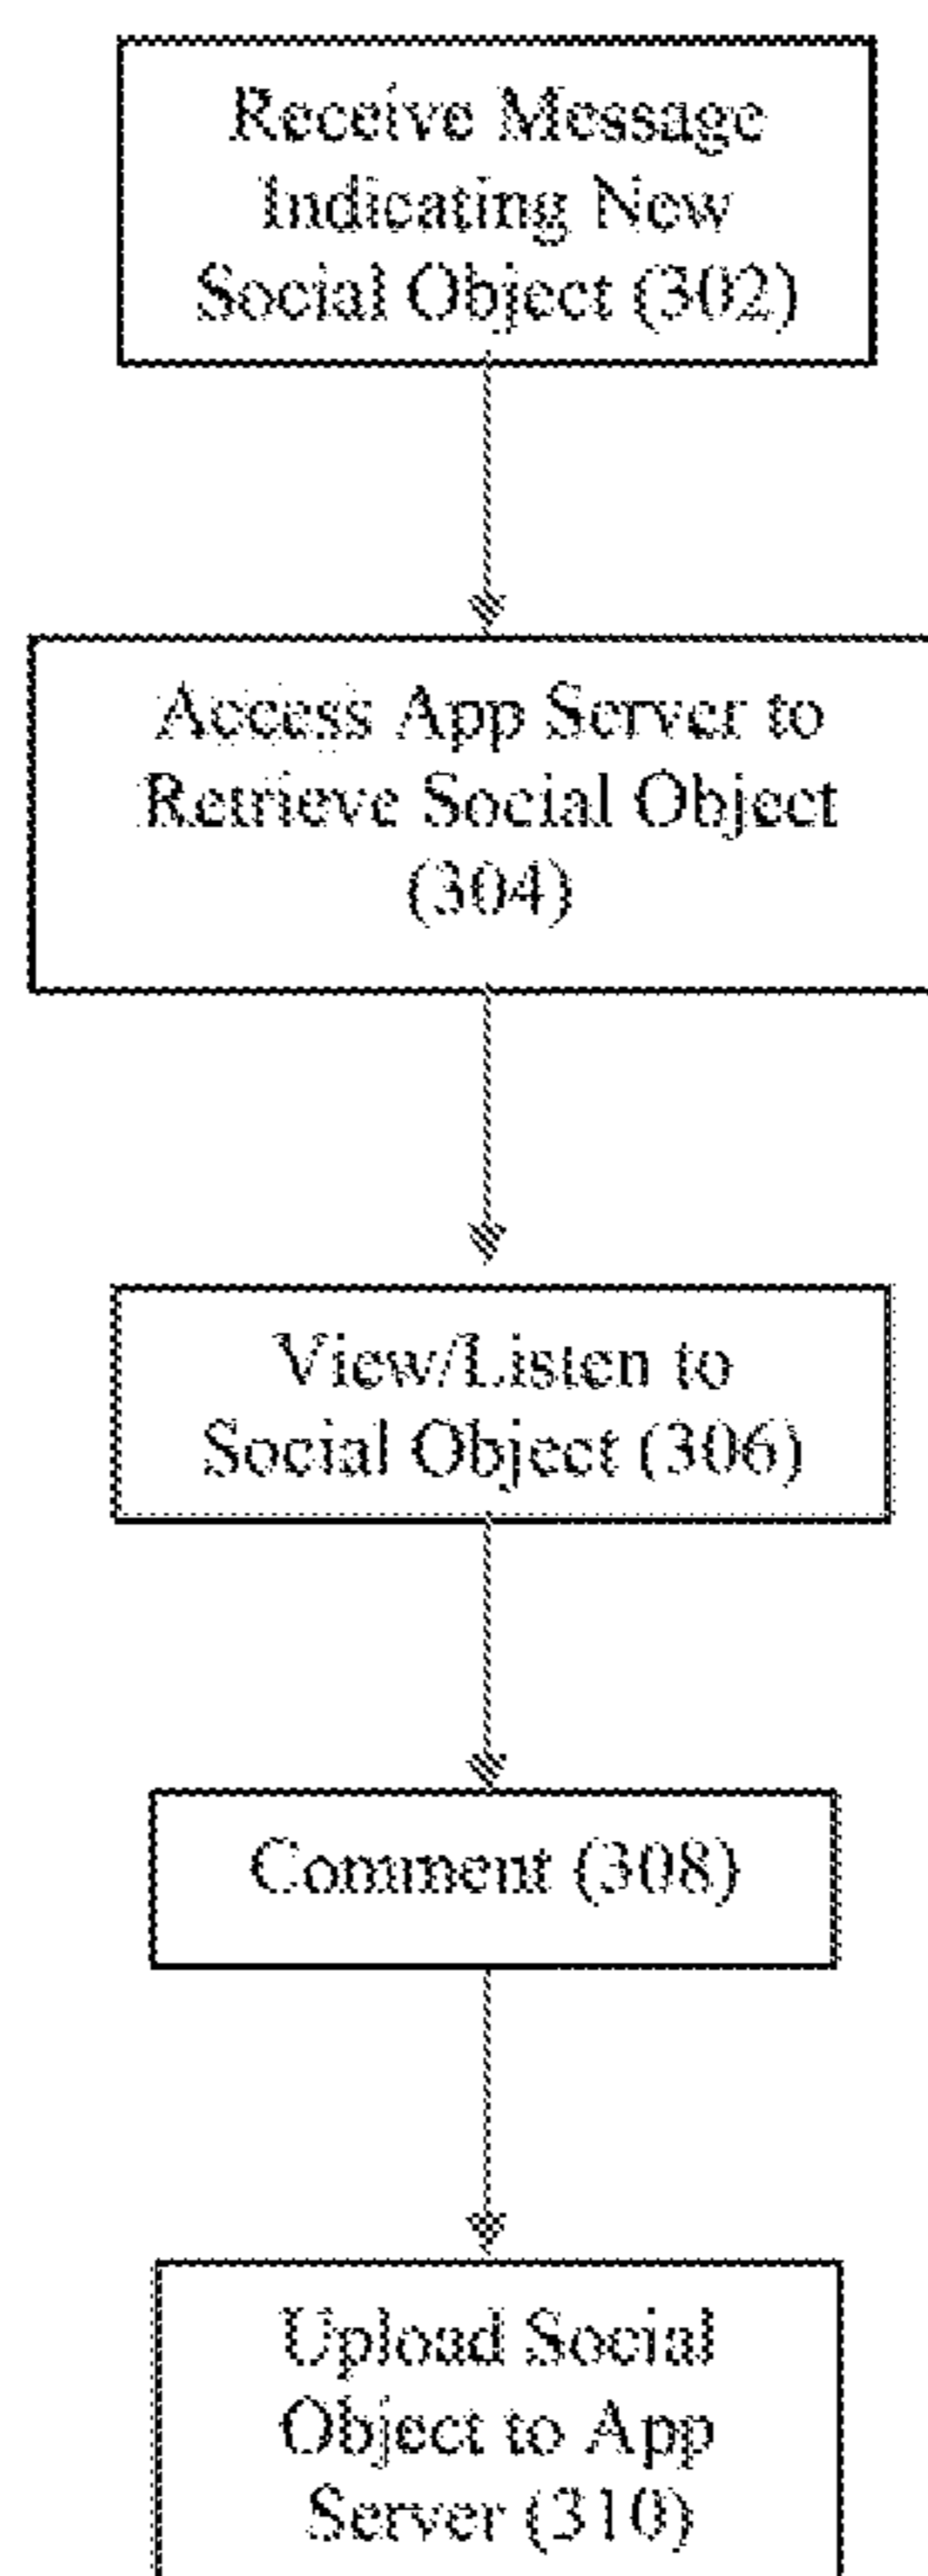 Receive Message
Indicating New
Social Object (302)
Access App Server to
Retrieve Social Object
(304)
View/Listen to
Social Object (306)
Comment (308)
Upload Social
Object to App
Server (310)